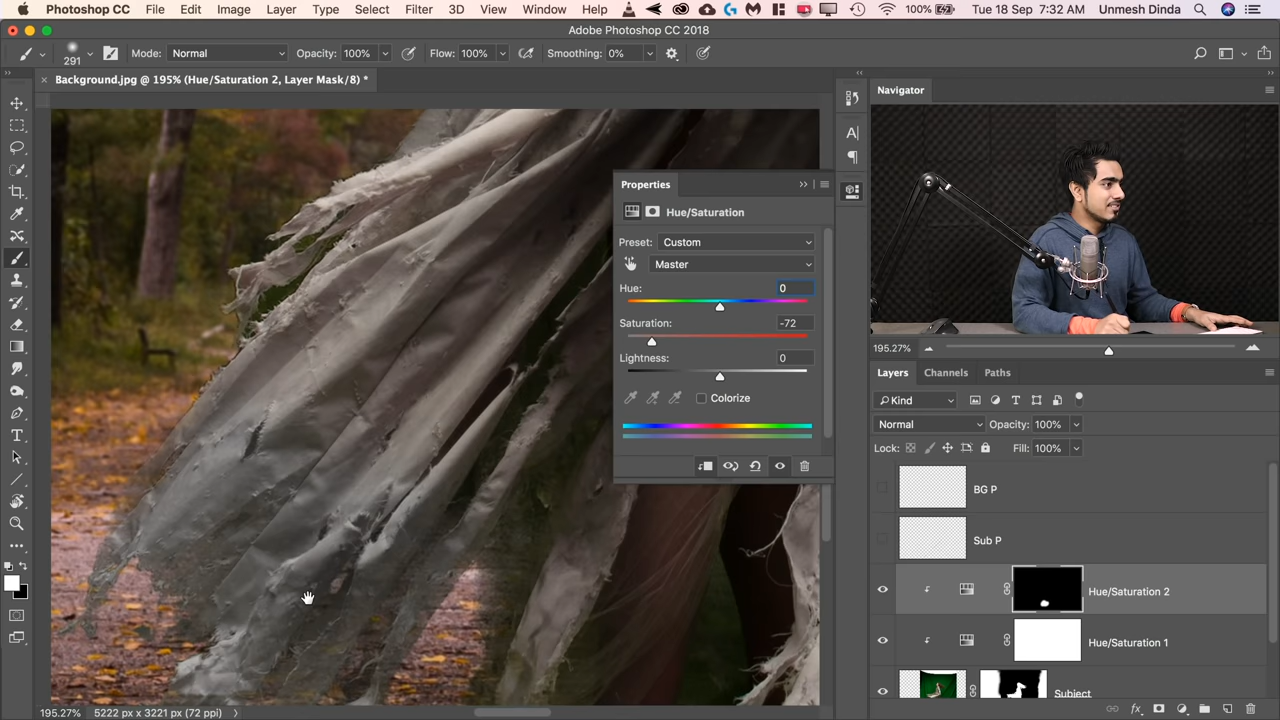 Photoshop CC File Edit Image Layer Type Select Filter 3D View Window Help 100% Tue 18 Sep 7:32 AM Unmesh Dinda
Adobe Photoshop CC 2018
291 Mode: Normal Opacity: 100% Flow: 100% Smoothing: 0%
Background.jpg @ 195% (Hue/Saturation 2, Layer Mask/8) *
Navigator
Properties
Hue/Saturation
Preset: Custom
Master
Hue: 0
Saturation: -72
Lightness: 0
Colorize
195.27%
Layers Channels Paths
Kind
Normal Opacity: 100%
Lock: Fill: 100%
BG P
Sub P
Hue/Saturation 2
Hue/Saturation 1
Subject
195.27% 5222 px x 3221 px (72 ppi)